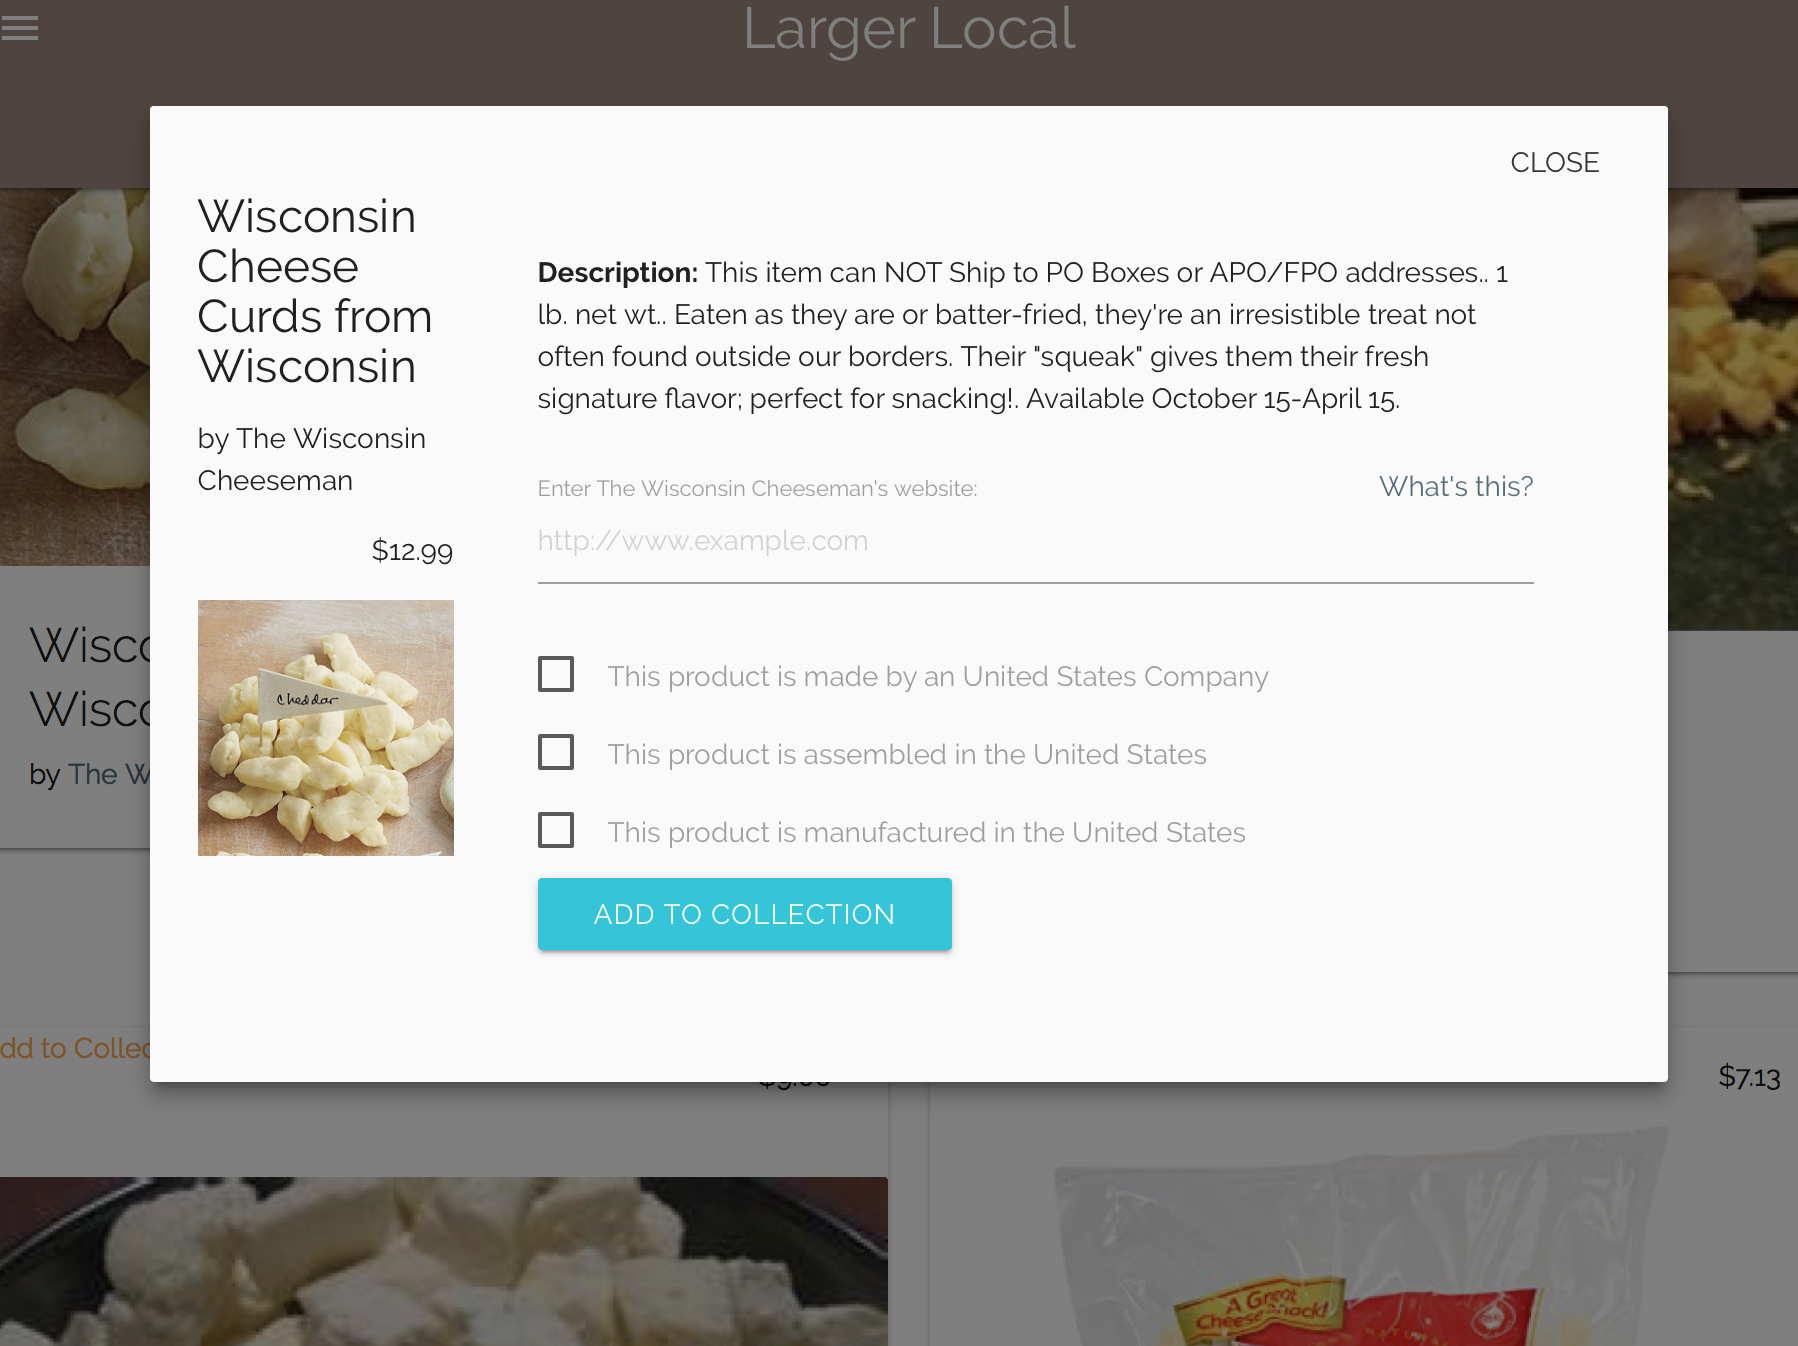 Larger Local
CLOSE
Wisconsin
Cheese
Curds from
Wisconsin
by The Wisconsin
Cheeseman
$12.99
Cheddar
Description: This item can NOT Ship to PO Boxes or APO/FPO addresses.. 1
lb. net wt.. Eaten as they are or batter-fried, they're an irresistible treat not
often found outside our borders. Their "squeak" gives them their fresh
signature flavor; perfect for snacking!. Available October 15-April 15.
Enter The Wisconsin Cheeseman's website:
What's this?
http://www.example.com
This product is made by an United States Company
This product is assembled in the United States
This product is manufactured in the United States
ADD TO COLLECTION
by The
to
$7.13
A Great
Cheese Snack!